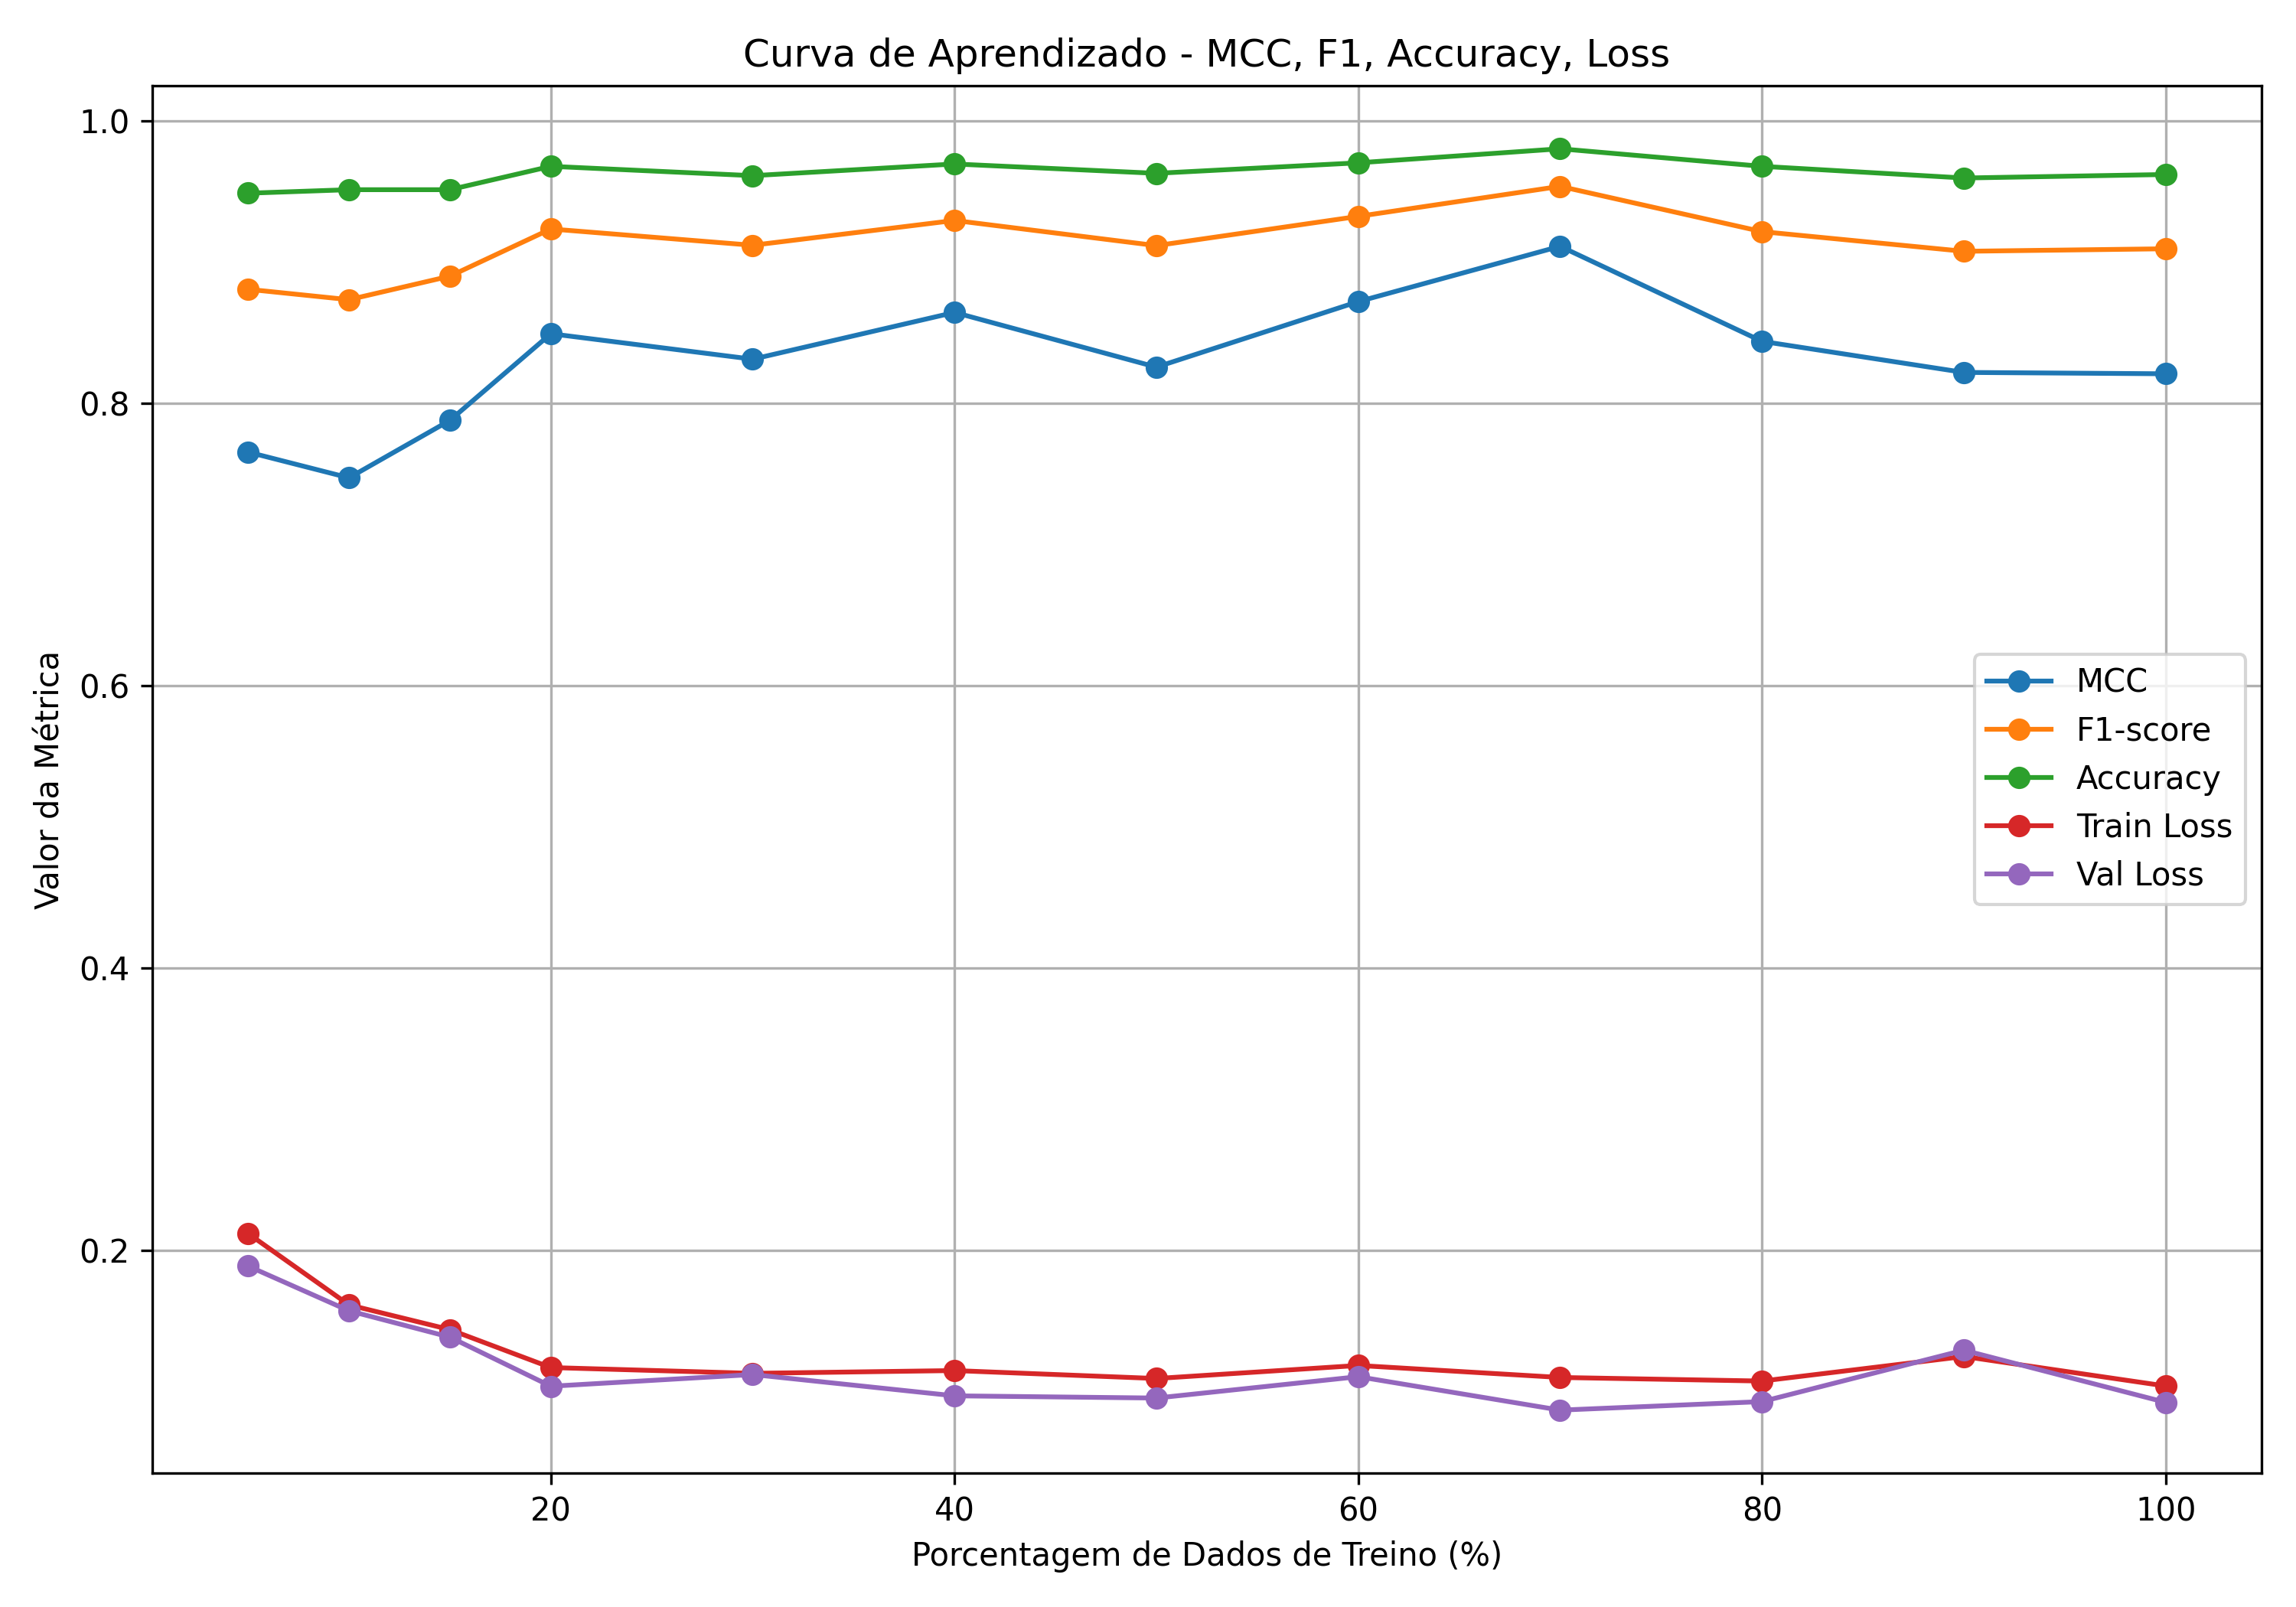 Curva de Aprendizado - MCC, F1, Accuracy, Loss
1.0
0.8
0.6
0.4
0.2
Valor da Métrica
MCC
F1-score
Accuracy
Train Loss
Val Loss
20
40
60
80
100
Porcentagem de Dados de Treino (%)